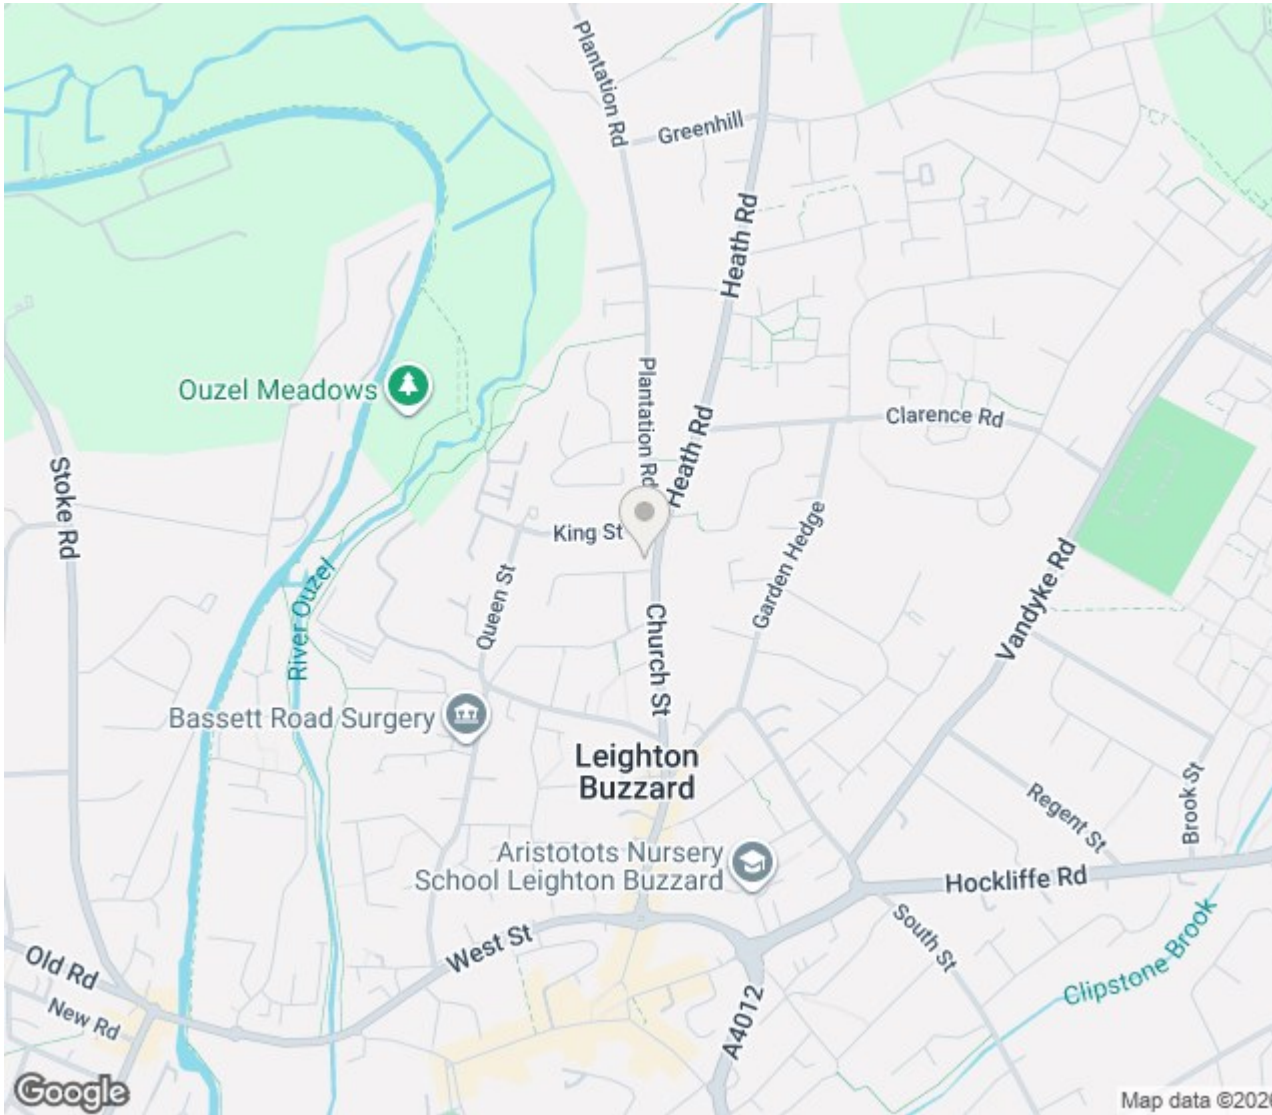 Plantation Rd
Greenhill
Heath Rd
Ouzel Meadows
Plantation Rd
Heath Rd
Clarence Rd
Stoke Rd
King St
Garden Hedge
Vandyke Rd
River Ouzel
Queen St
Church St
Bassett Road Surgery
Leighton
Buzzard
Regent St
Brook St
Aristotots Nursery
School Leighton Buzzard
Hockliffe Rd
South St
West St
Old Rd
New Rd
Clipstone Brook
A4012
Google
Map data ©202